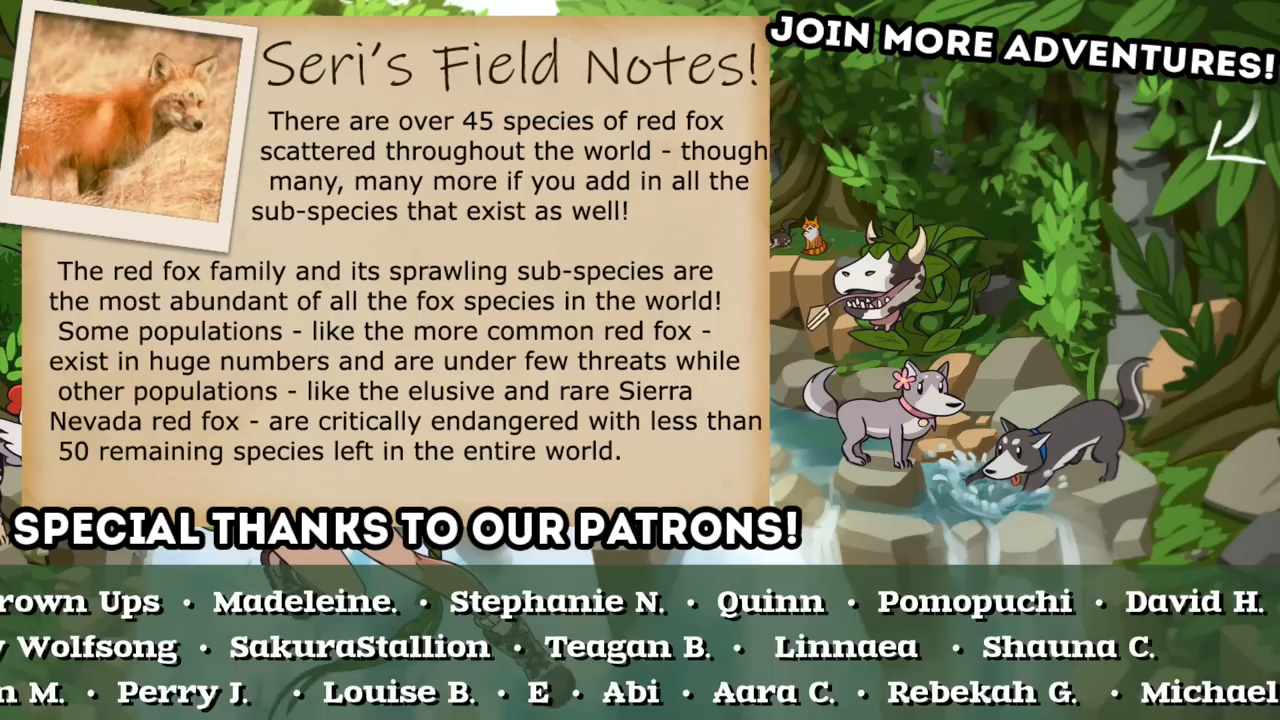 Seri's Field Notes!
There are over 45 species of red fox
scattered throughout the world - though
many, many more if you add in all the
sub-species that exist as well!
The red fox family and its sprawling sub-species are
the most abundant of all the fox species in the world!
Some populations - like the more common red fox -
exist in huge numbers and are under few threats while
other populations - like the elusive and rare Sierra
Nevada red fox - are critically endangered with less than
50 remaining species left in the entire world.
JOIN MORE ADVENTURES!
SPECIAL THANKS TO OUR PATRONS!
rown Ups · Madeleine. · Stephanie N. · Quinn · Pomopuchi · David H.
Wolfsong · SakuraStallion · Teagan B. · Linnaea · Shauna C.
M. · Perry J. · Louise B. · E · Abi · Aara C. · Rebekah G. · Michael